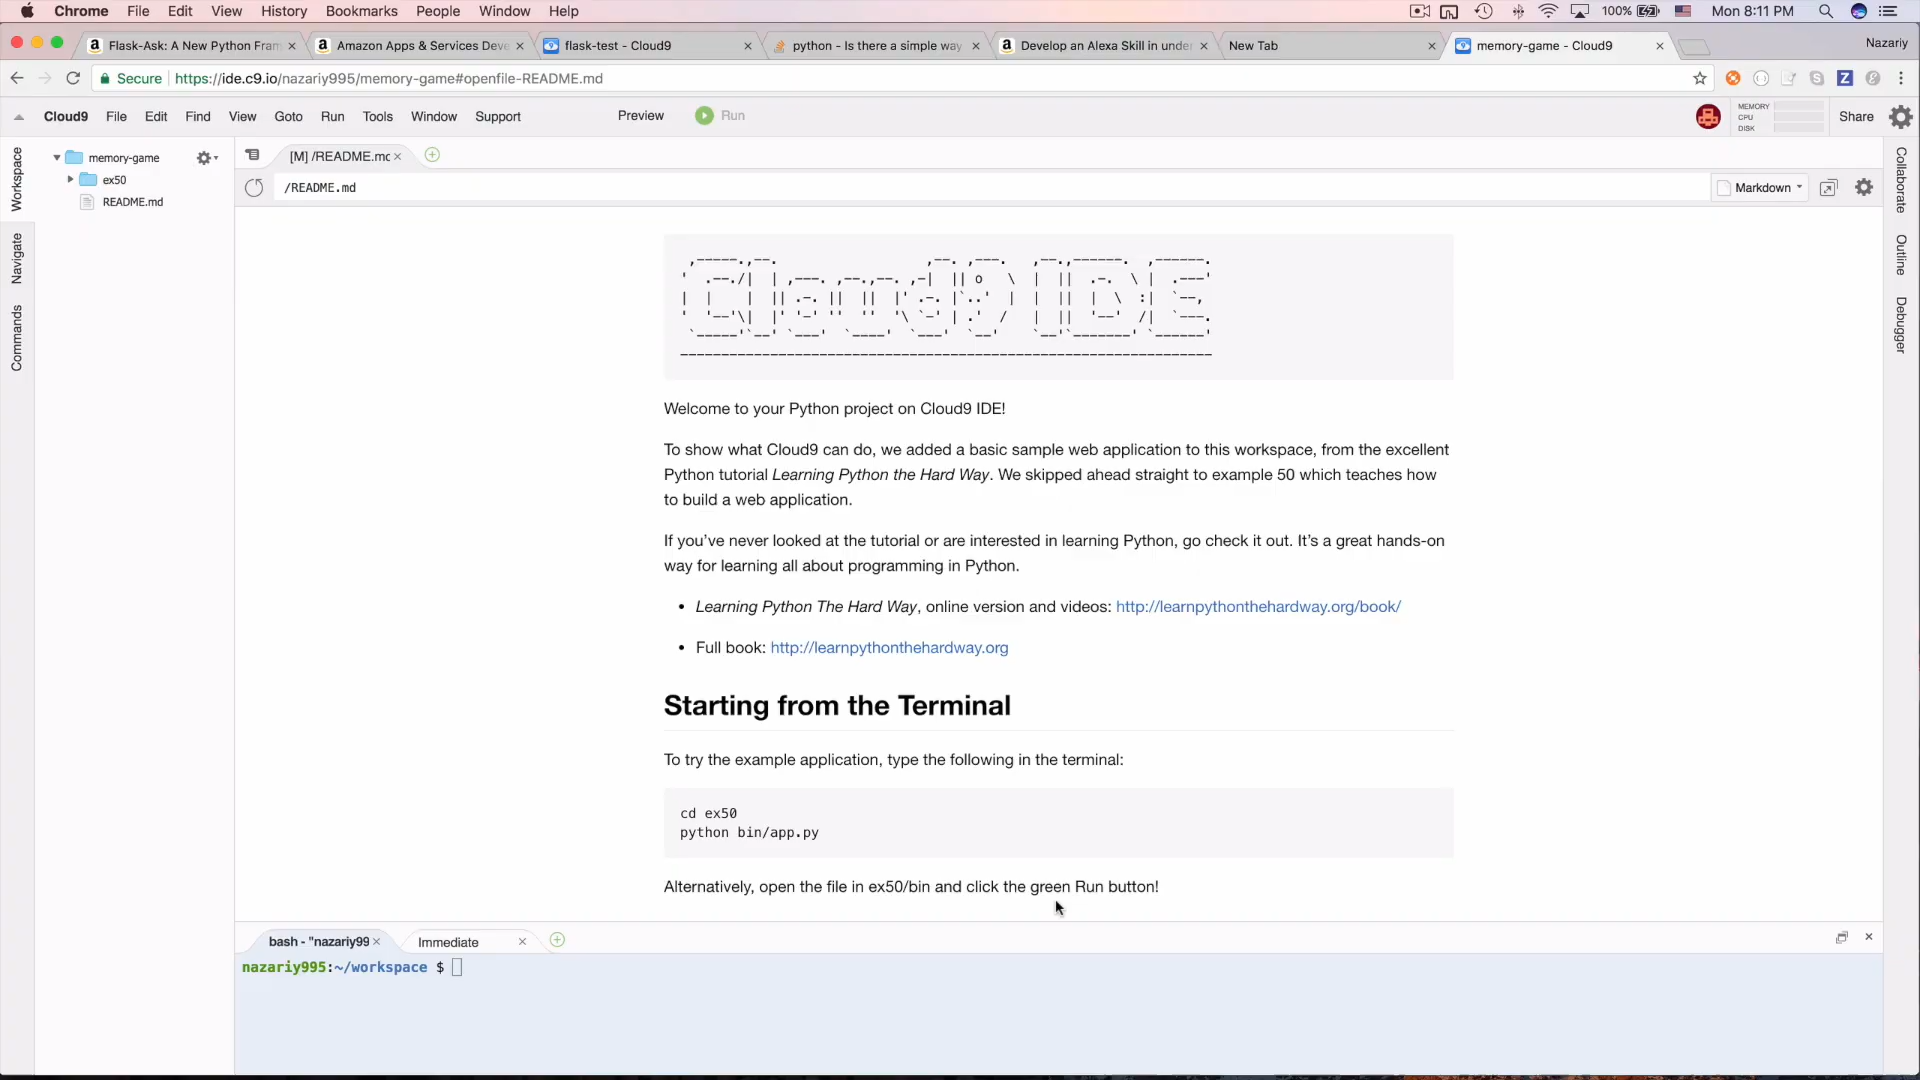 Chrome File Edit View History Bookmarks People Window Help 100% Mon 8:11 PM
Flask-Ask: A New Python Fram Amazon Apps & Services Deve flask-test - Cloud9 python - Is there a simple way Develop an Alexa Skill in unde New Tab memory-game - Cloud9 Nazariy
Secure https://ide.c9.io/nazariy995/memory-game#openfile-README.md
Cloud9 File Edit Find View Goto Run Tools Window Support Preview Run MEMORY CPU DISK Share
Workspace
Navigate
Commands
memory-game
ex50
README.md
[M] /README.mc
/README.md Markdown
Collaborate
Outline
Debugger
Cloud9 IDE
Welcome to your Python project on Cloud9 IDE!
To show what Cloud9 can do, we added a basic sample web application to this workspace, from the excellent
Python tutorial Learning Python the Hard Way. We skipped ahead straight to example 50 which teaches how
to build a web application.
If you've never looked at the tutorial or are interested in learning Python, go check it out. It's a great hands-on
way for learning all about programming in Python.
• Learning Python The Hard Way, online version and videos: http://learnpythonthehardway.org/book/
• Full book: http://learnpythonthehardway.org
Starting from the Terminal
To try the example application, type the following in the terminal:
cd ex50
python bin/app.py
Alternatively, open the file in ex50/bin and click the green Run button!
bash - "nazariy99 Immediate
nazariy995:~/workspace $